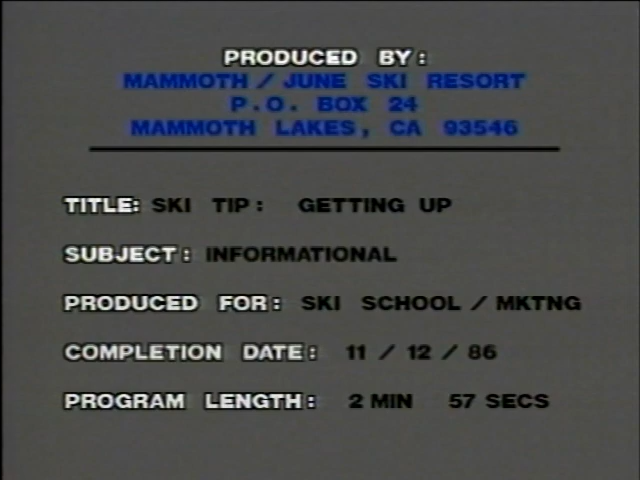 PRODUCED BY:
MAMMOTH / JUNE SKI RESORT
P.O. BOX 24
MAMMOTH LAKES, CA 93546
TITLE: SKI TIP: GETTING UP
SUBJECT: INFORMATIONAL
PRODUCED FOR: SKI SCHOOL / MKTNG
COMPLETION DATE: 11 / 12 / 86
PROGRAM LENGTH: 2 MIN 57 SECS